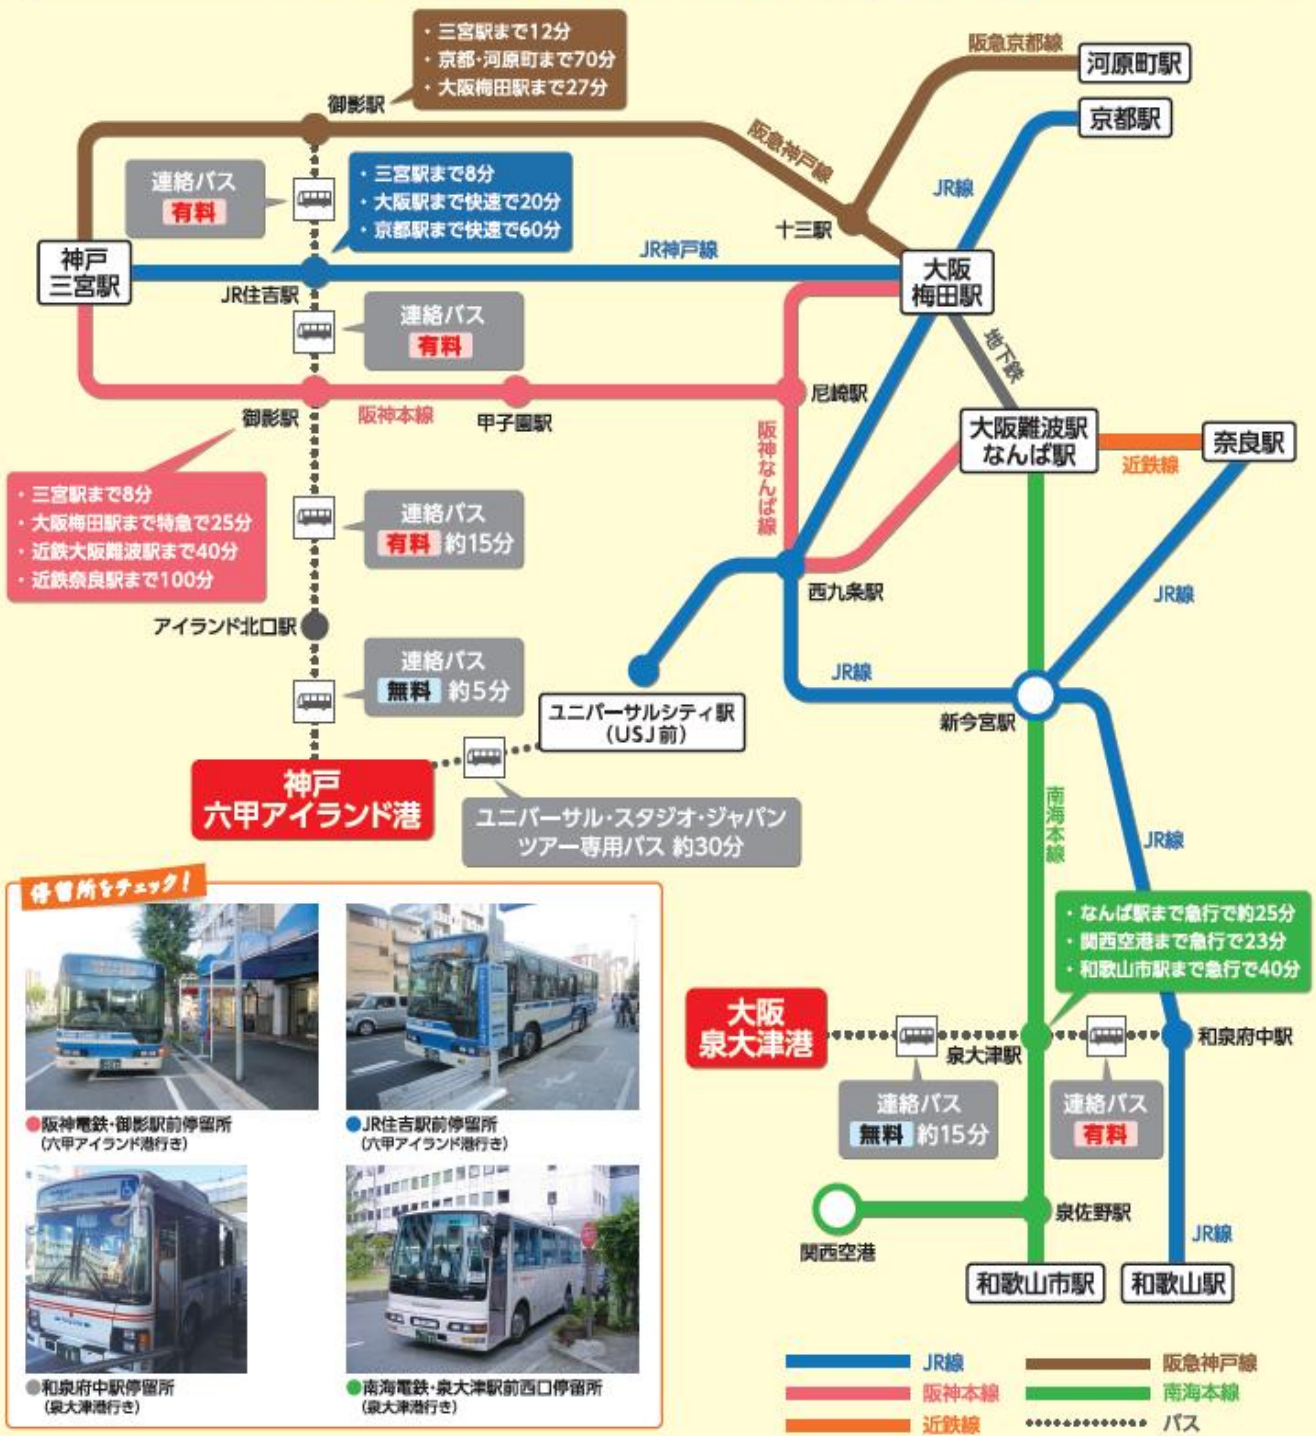 ・三宮駅まで12分
・京都・河原町まで70分
・大阪梅田駅まで27分
御影駅
阪急京都線
河原町駅
京都駅
阪急神戸線
JR線
十三駅
連絡バス
有料
・三宮駅まで8分
・大阪駅まで快速で20分
・京都駅まで快速で60分
神戸
三宮駅
JR住吉駅
JR神戸線
大阪
梅田駅
連絡バス
有料
地下鉄
御影駅
阪神本線
甲子園駅
尼崎駅
阪神なんば線
大阪難波駅
なんば駅
近鉄線
奈良駅
・三宮駅まで8分
・大阪梅田駅まで特急で25分
・近鉄大阪難波駅まで40分
・近鉄奈良駅まで100分
連絡バス
有料 約15分
西九条駅
JR線
アイランド北口駅
連絡バス
無料 約5分
JR線
ユニバーサルシティ駅
(USJ前)
新今宮駅
神戸
六甲アイランド港
ユニバーサル・スタジオ・ジャパン
ツアー専用バス 約30分
南海本線
JR線
停留所をチェック!
●阪神電鉄・御影駅前停留所
(六甲アイランド港行き)
●JR住吉駅前停留所
(六甲アイランド港行き)
●和泉府中駅停留所
(泉大津港行き)
●南海電鉄・泉大津駅前西口停留所
(泉大津港行き)
・なんば駅まで急行で約25分
・関西空港まで急行で23分
・和歌山市駅まで急行で40分
大阪
泉大津港
泉大津駅
和泉府中駅
連絡バス
無料 約15分
連絡バス
有料
泉佐野駅
関西空港
JR線
和歌山市駅
和歌山駅
JR線
阪急神戸線
阪神本線
南海本線
近鉄線
バス